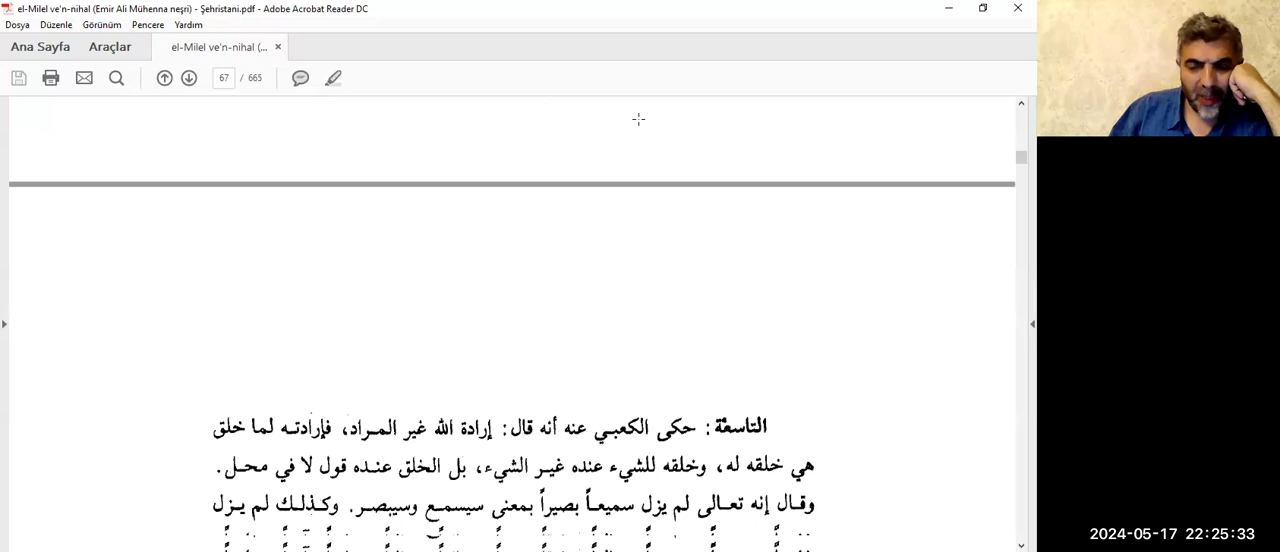 el-Milel ve'n-nihal (Emir Ali Mühenna neşri) - Şehristani.pdf - Adobe Acrobat Reader DC
Dosya Düzenle Görünüm Pencere Yardım
Ana Sayfa Araçlar el-Milel ve'n-nihal (... ×
67 / 665
التاسعة: حكى الكعبي عنه أنه قال: إرادة الله غير المراد، فإرادته لما خلق
هي خلقه له، وخلقه للشيء عنده غير الشيء، بل الخلق عنده قول لا في محل.
وقال إنه تعالى لم يزل سميعاً بصيراً بمعنى سيسمع وسيبصر. وكذلك لم يزل
2024-05-17 22:25:33